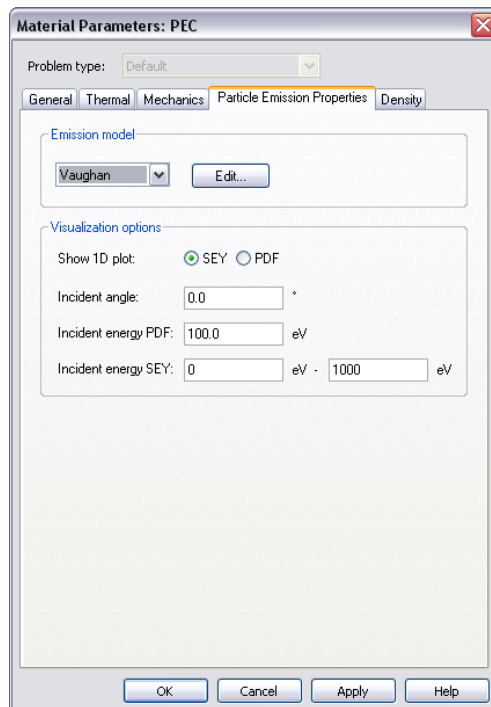 Material Parameters: PEC
Problem type: Default
General Thermal Mechanics Particle Emission Properties Density
Emission model
Vaughan Edit...
Visualization options
Show 1D plot: SEY PDF
Incident angle: 0.0 °
Incident energy PDF: 100.0 eV
Incident energy SEY: 0 eV - 1000 eV
OK Cancel Apply Help